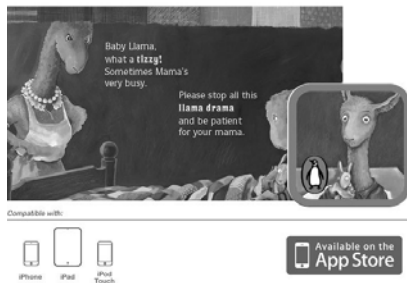 Baby Llama,
what a tizzy!
Sometimes Mama's
very busy.
Please stop all this
llama drama
and be patient
for your mama.
Compatible with:
iPhone
iPad
iPod
Touch
Available on the
App Store